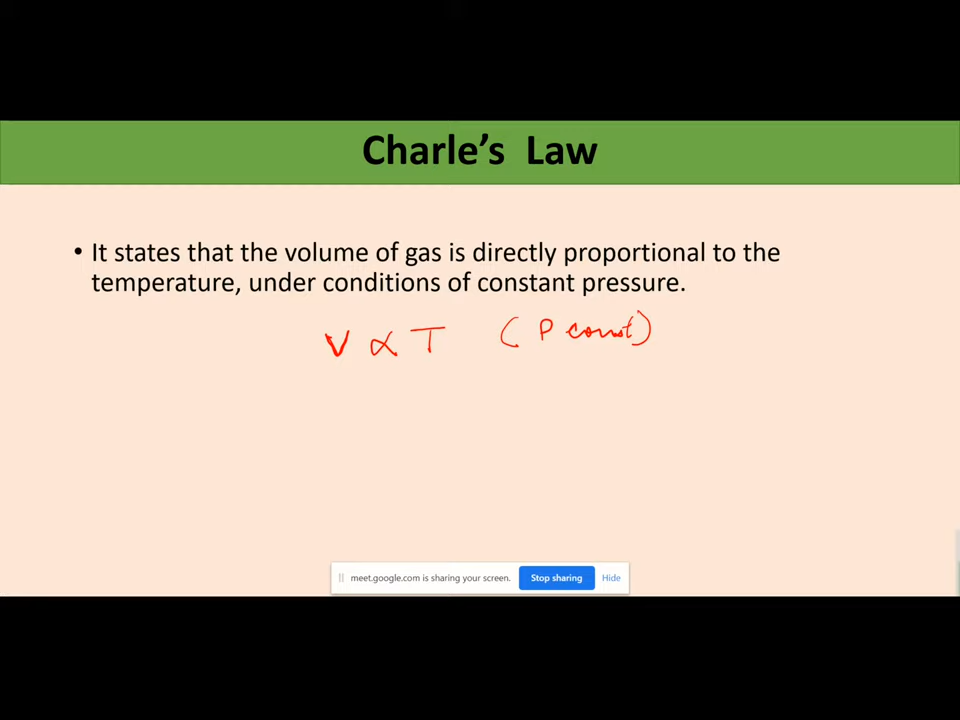 Charle's Law
• It states that the volume of gas is directly proportional to the
temperature, under conditions of constant pressure.
V ∝ T (P const)
meet.google.com is sharing your screen. Stop sharing Hide